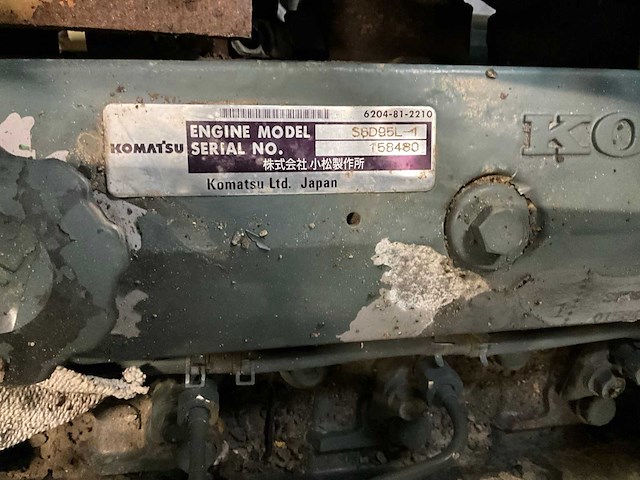 6204-81-2210
ENGINE MODEL S6D95L-1
KOMATSU SERIAL NO. 158480
株式会社 小松製作所
Komatsu Ltd. Japan
KO